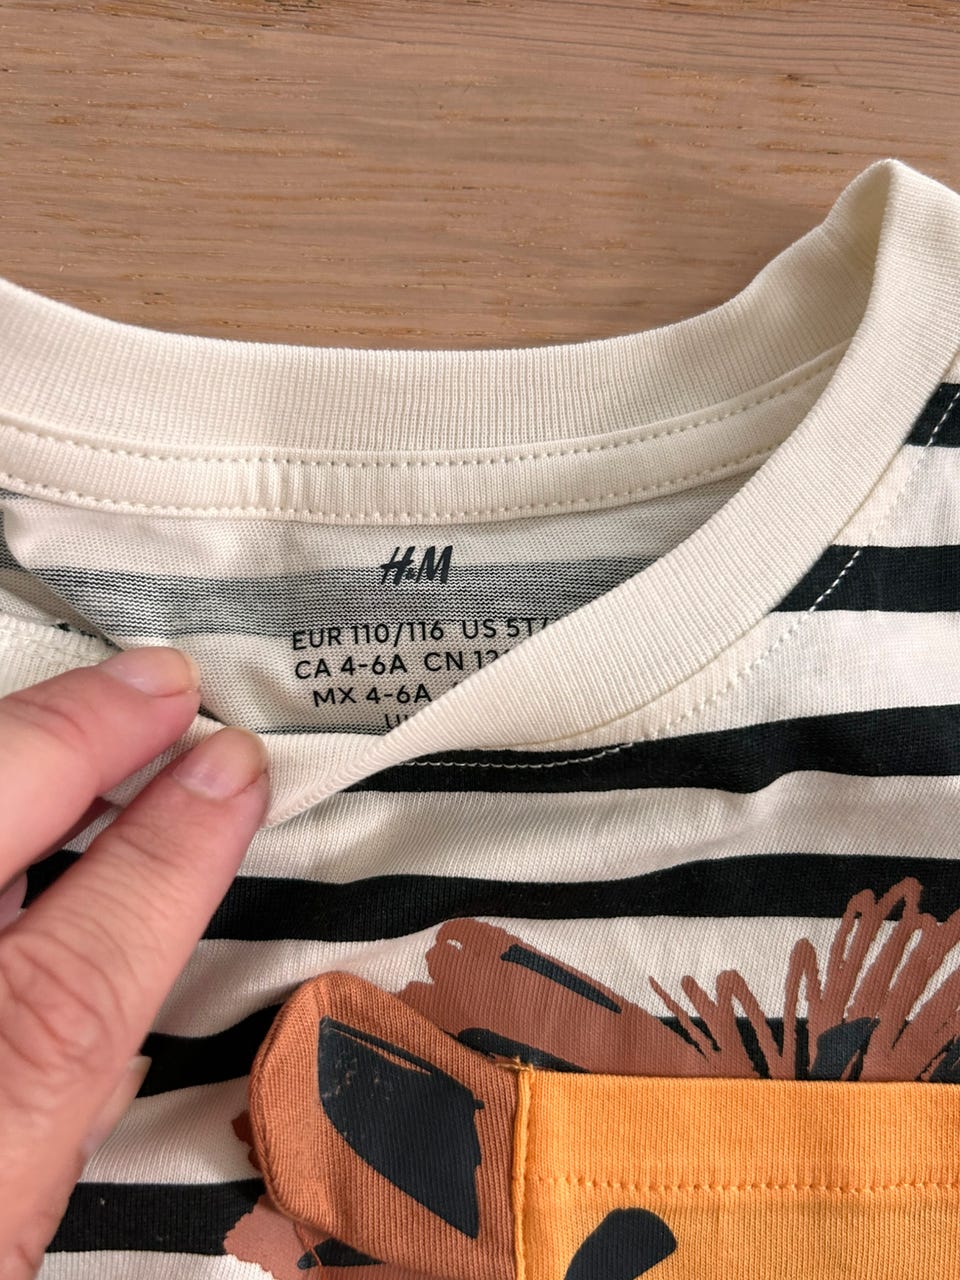 H&M
EUR 110/116 US 5T/
CA 4-6A CN
MX 4-6A